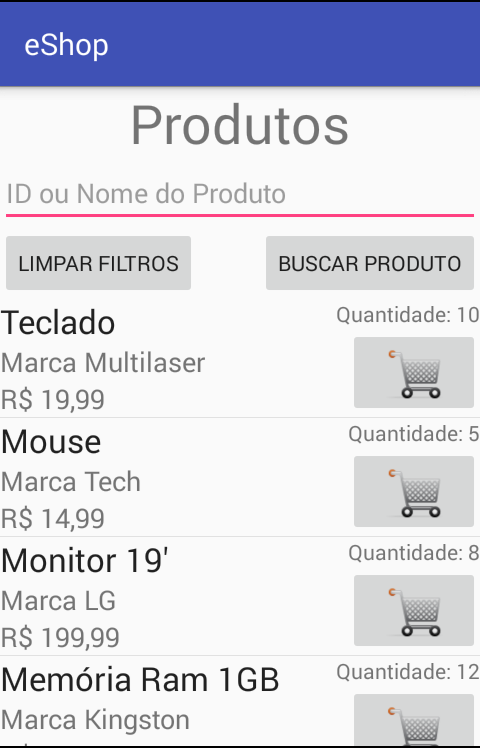 eShop
Produtos
ID ou Nome do Produto
LIMPAR FILTROS
BUSCAR PRODUTO
Teclado
Quantidade: 10
Marca Multilaser
R$ 19,99
Mouse
Quantidade: 5
Marca Tech
R$ 14,99
Monitor 19'
Quantidade: 8
Marca LG
R$ 199,99
Memória Ram 1GB
Quantidade: 12
Marca Kingston